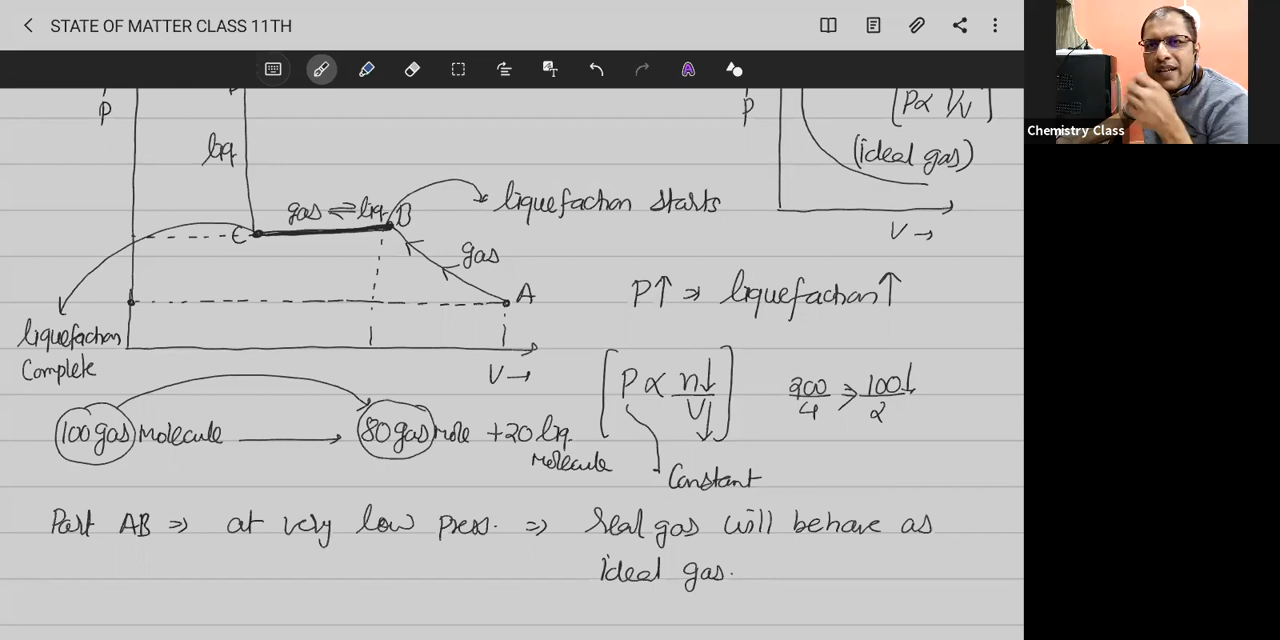 STATE OF MATTER CLASS 11TH
Chemistry Class
P
liq
gas ⇌ liq.
B
liquefaction starts
C
gas
A
liquefaction
Complete
V →
P
[P ∝ 1/V]
(ideal gas)
V →
P↑ ⇒ liquefaction ↑
[P ∝ n↓/V↓]
200/4 ⇒ 100↓/2
Constant
100 gas Molecule → 80 gas mole + 20 liq.
Molecule
Part AB ⇒ at very low press. ⇒ real gas will behave as
ideal gas.